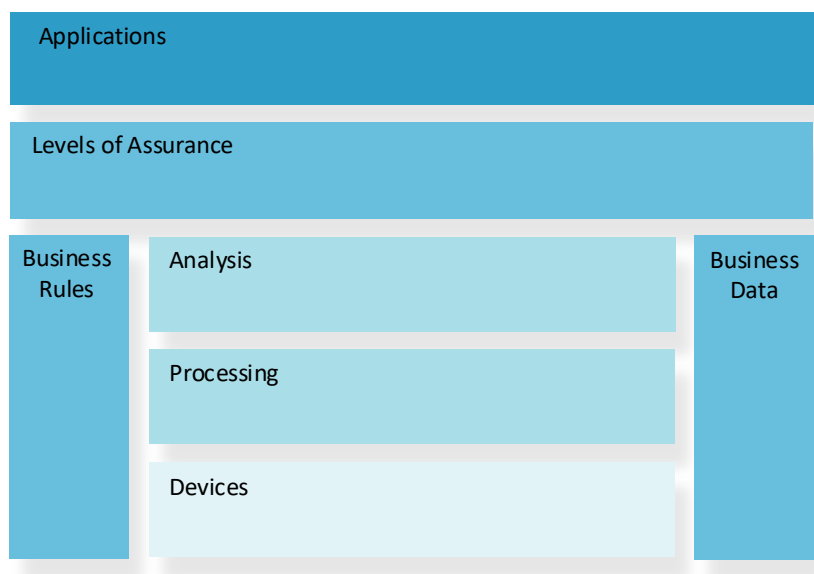 Applications
Levels of Assurance
Business
Rules
Analysis
Business
Data
Processing
Devices